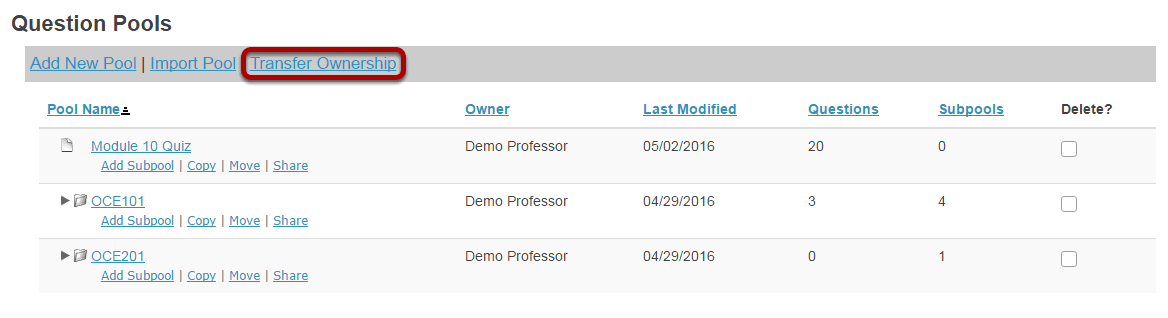 Question Pools
Add New Pool | Import Pool Transfer Ownership
Pool Name Owner Last Modified Questions Subpools Delete?
Module 10 Quiz Demo Professor 05/02/2016 20 0
Add Subpool | Copy | Move | Share
OCE101 Demo Professor 04/29/2016 3 4
Add Subpool | Copy | Move | Share
OCE201 Demo Professor 04/29/2016 0 1
Add Subpool | Copy | Move | Share